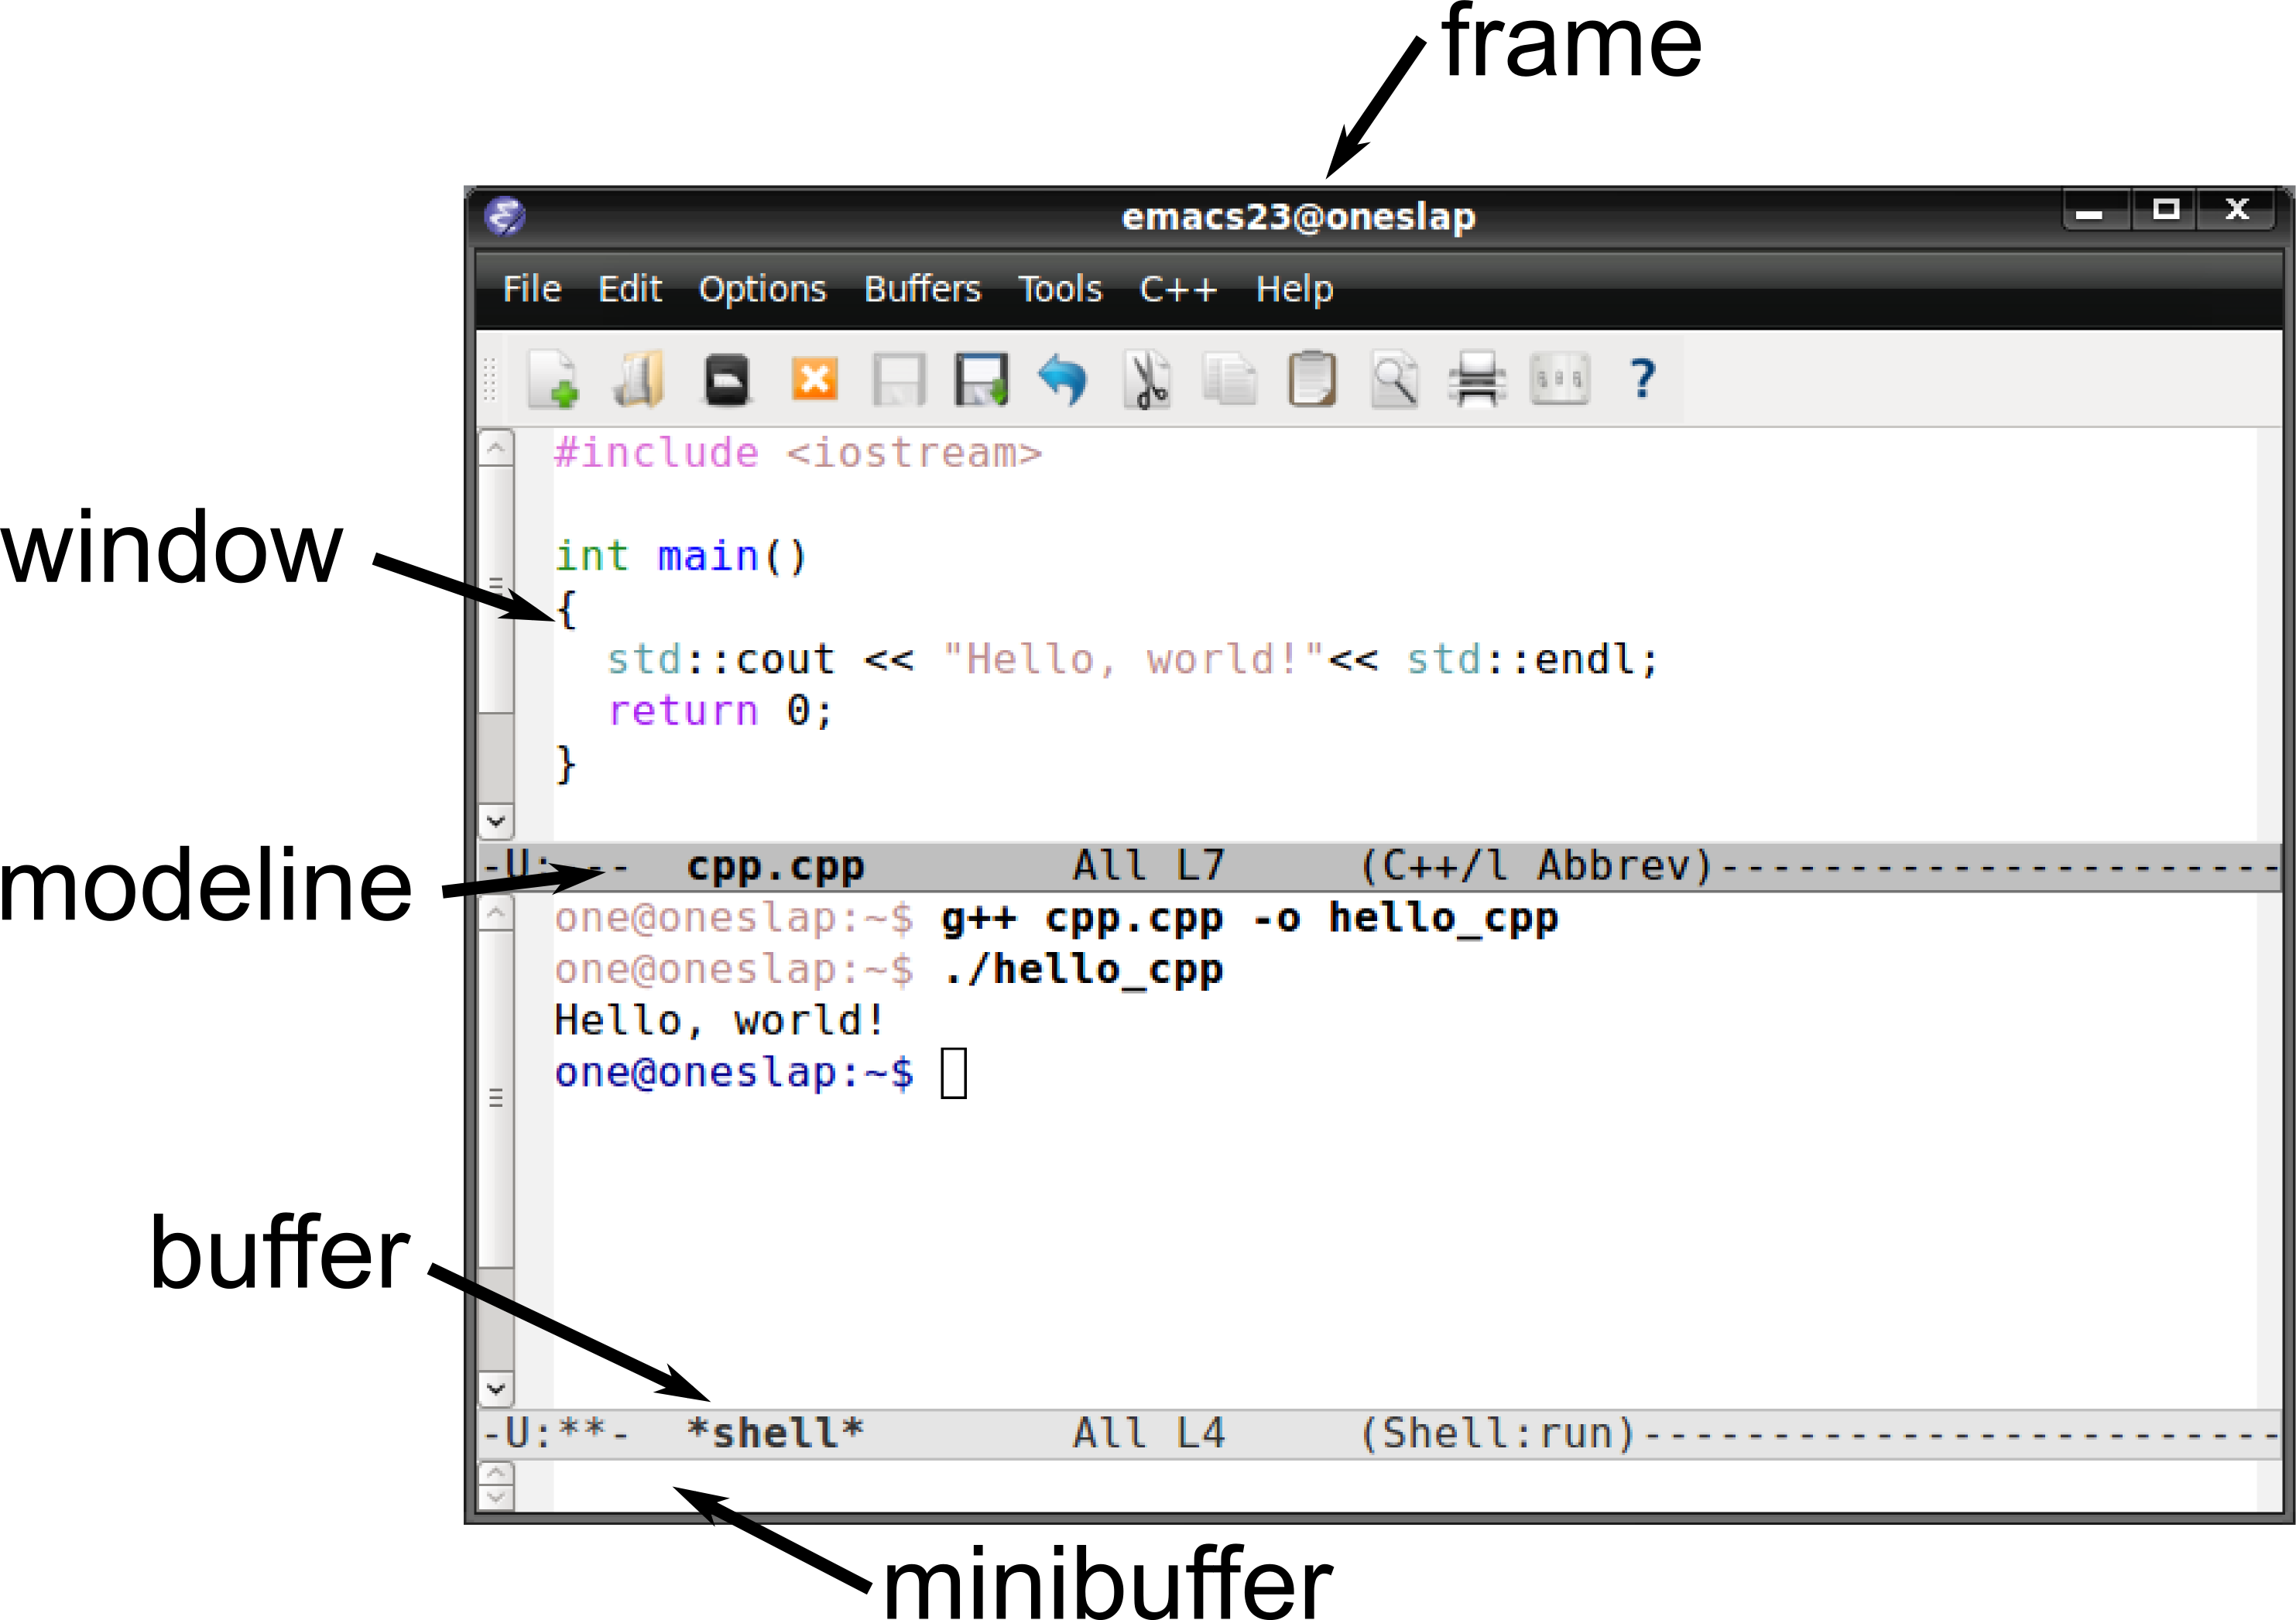 frame
emacs23@oneslap
File Edit Options Buffers Tools C++ Help
#include <iostream>
window
int main()
{
  std::cout << "Hello, world!"<< std::endl;
  return 0;
}
modeline
-U:--- cpp.cpp All L7 (C++/l Abbrev)----------------------
one@oneslap:~$ g++ cpp.cpp -o hello_cpp
one@oneslap:~$ ./hello_cpp
Hello, world!
one@oneslap:~$
buffer
-U:**- *shell* All L4 (Shell:run)-------------------------
minibuffer